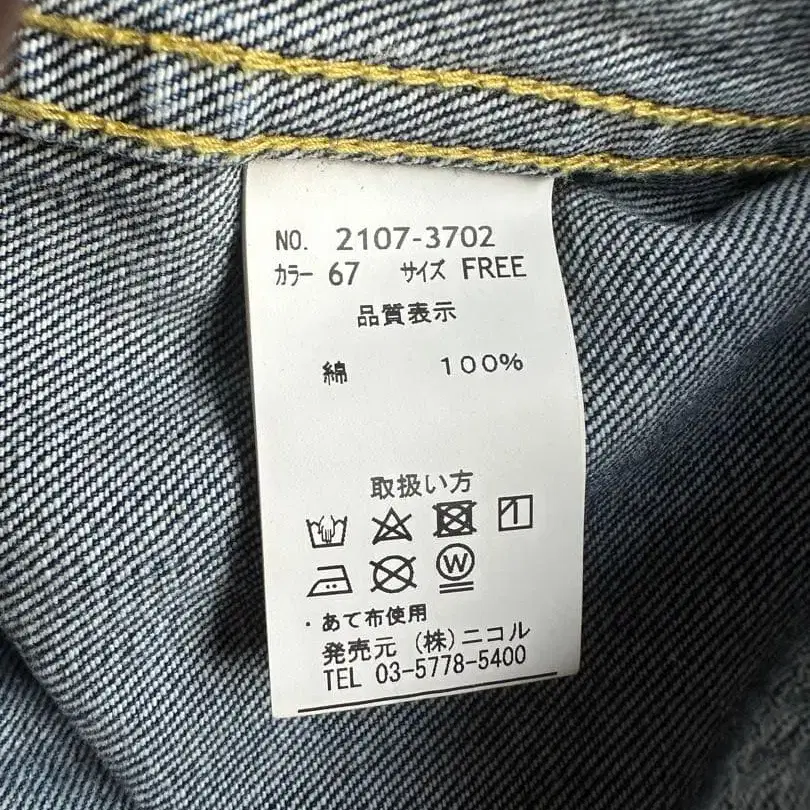 NO. 2107-3702
カラー 67 サイズ FREE
品質表示
綿 100%
取扱い方
W
・あて布使用
発売元 (株)ニコル
TEL 03-5778-5400